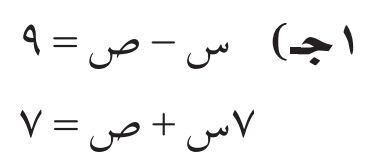 ١جـ) س − ص = ٩
٧س + ص = ٧